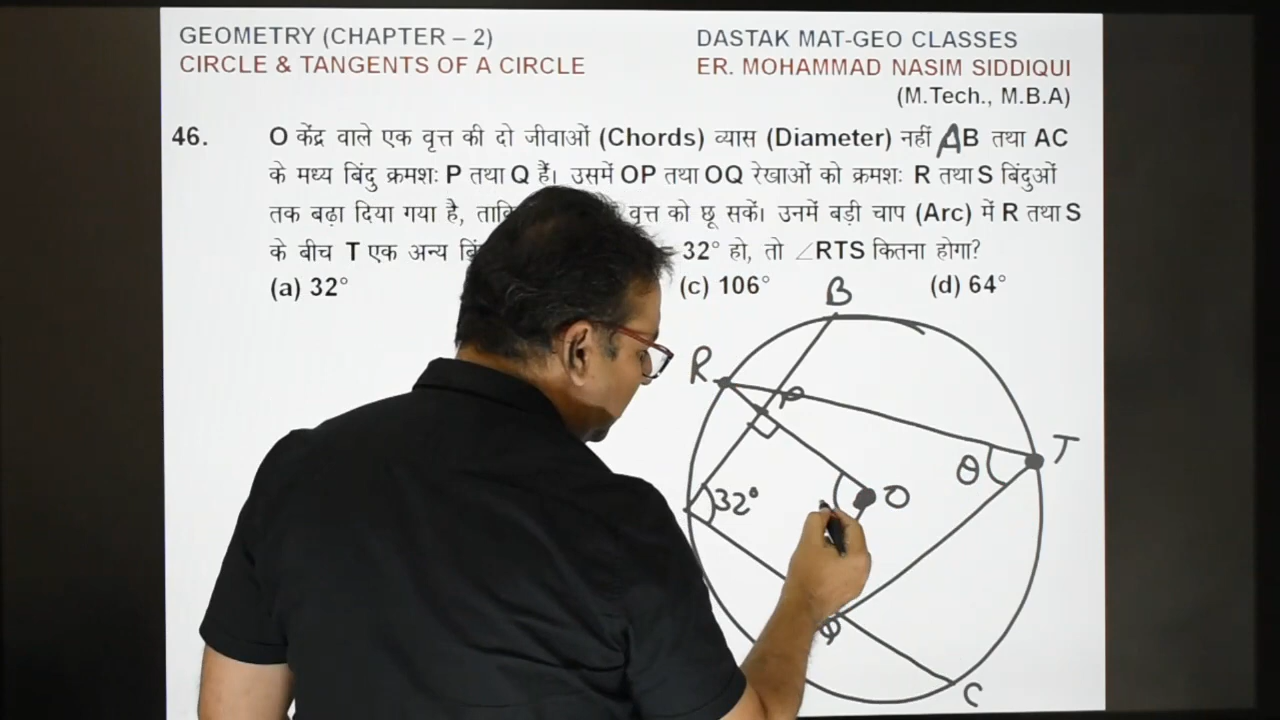 GEOMETRY (CHAPTER – 2)
DASTAK MAT-GEO CLASSES
CIRCLE & TANGENTS OF A CIRCLE
ER. MOHAMMAD NASIM SIDDIQUI
(M.Tech., M.B.A)
46. O केंद्र वाले एक वृत्त की दो जीवाओं (Chords) व्यास (Diameter) नहीं AB तथा AC
के मध्य बिंदु क्रमशः P तथा Q हैं। उसमें OP तथा OQ रेखाओं को क्रमशः R तथा S बिंदुओं
तक बढ़ा दिया गया है, वृत्त को छू सकें। उनमें बड़ी चाप (Arc) में R तथा S
के बीच T एक अन्य 32° हो, तो ∠RTS कितना होगा?
(a) 32° (c) 106° (d) 64°
B
R
P
T
θ
32°
O
Q
C